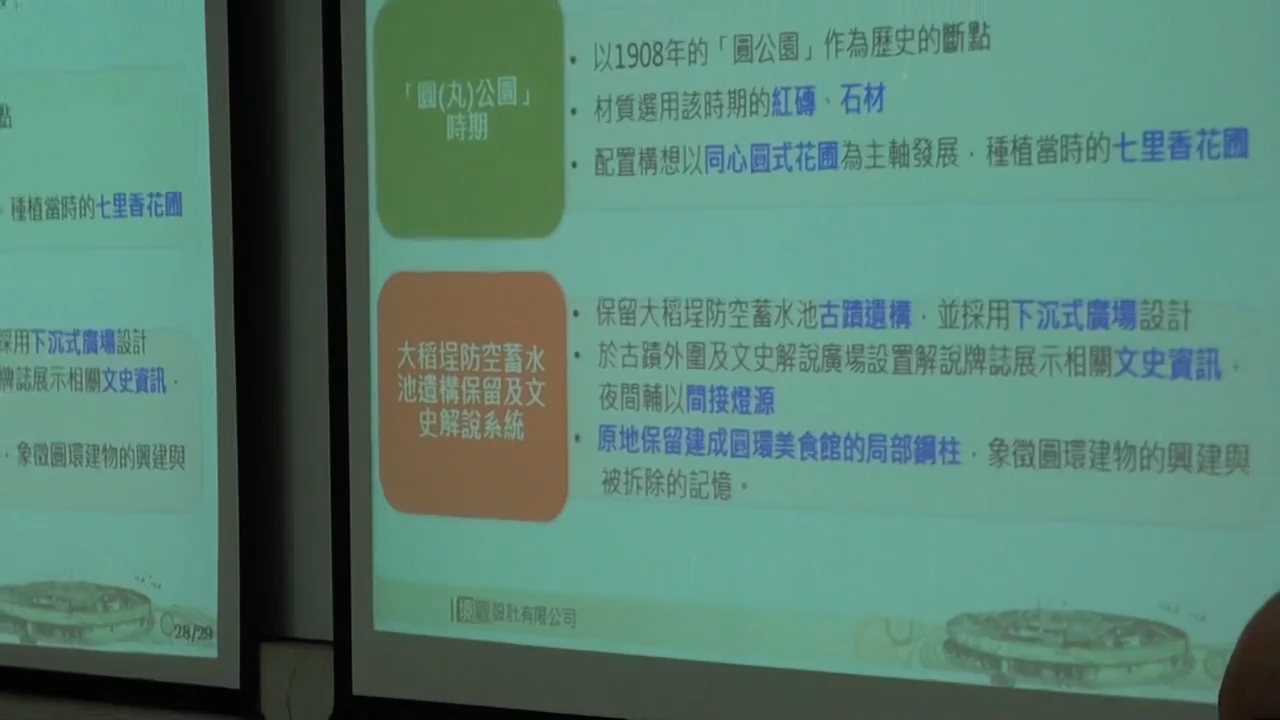 點
，種植當時的七里香花圃
採用下沉式廣場設計
牌誌展示相關文史資訊，
，象徵圓環建物的興建與
28/29
「圓(丸)公園」
時期
• 以1908年的「圓公園」作為歷史的斷點
• 材質選用該時期的紅磚、石材
• 配置構想以同心圓式花圃為主軸發展，種植當時的七里香花圃
大稻埕防空蓄水
池遺構保留及文
史解說系統
• 保留大稻埕防空蓄水池古蹟遺構，並採用下沉式廣場設計
• 於古蹟外圍及文史解說廣場設置解說牌誌展示相關文史資訊，
夜間輔以間接燈源
• 原地保留建成圓環美食館的局部鋼柱，象徵圓環建物的興建與
被拆除的記憶。
設計有限公司